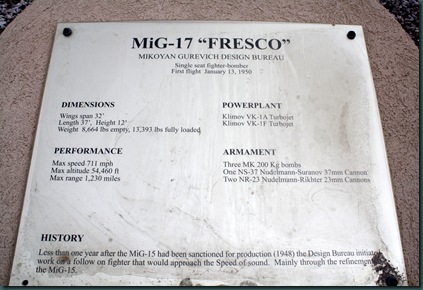 MiG-17 “FRESCO”
MIKOYAN GUREVICH DESIGN BUREAU
Single seat fighter-bomber
First flight January 13, 1950
DIMENSIONS
Wings span 32’
Length 37’, Height 12’
Weight 8,664 lbs empty, 13,393 lbs fully loaded
POWERPLANT
Klimov VK-1A Turbojet
Klimov VK-1F Turbojet
PERFORMANCE
Max speed 711 mph
Max altitude 54,460 ft
Max range 1,230 miles
ARMAMENT
Three MK 200 Kg bombs
One NS-37 Nudelmann-Suranov 37mm Cannon
Two NR-23 Nudelmann-Rikhter 23mm Cannons
HISTORY
Less than one year after the MiG-15 had been sanctioned for production (1948) the Design Bureau initiate
work on a follow on fighter that would approach the Speed of sound. Mainly through the refinement
the MiG-15.